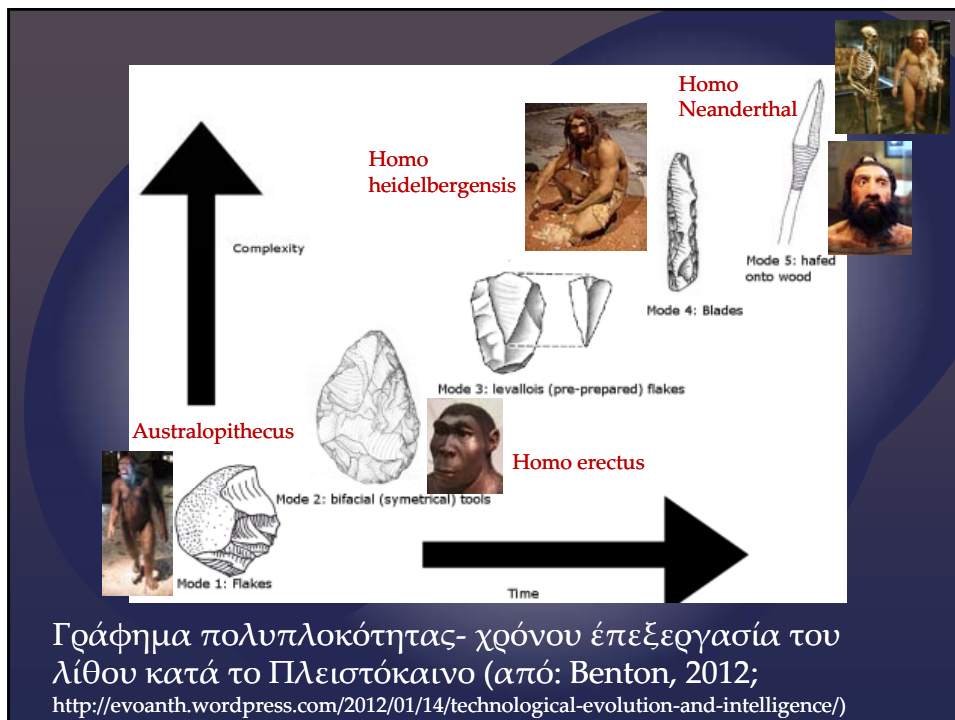 Homo
Neanderthal
Homo
heidelbergensis
Complexity
Mode 5: hafed
onto wood
Mode 4: Blades
Mode 3: levallois (pre-prepared) flakes
Australopithecus
Homo erectus
Mode 2: bifacial (symetrical) tools
Mode 1: Flakes
Time
Γράφημα πολυπλοκότητας- χρόνου έπεξεργασία του
λίθου κατά το Πλειστόκαινο (από: Benton, 2012;
http://evoanth.wordpress.com/2012/01/14/technological-evolution-and-intelligence/)